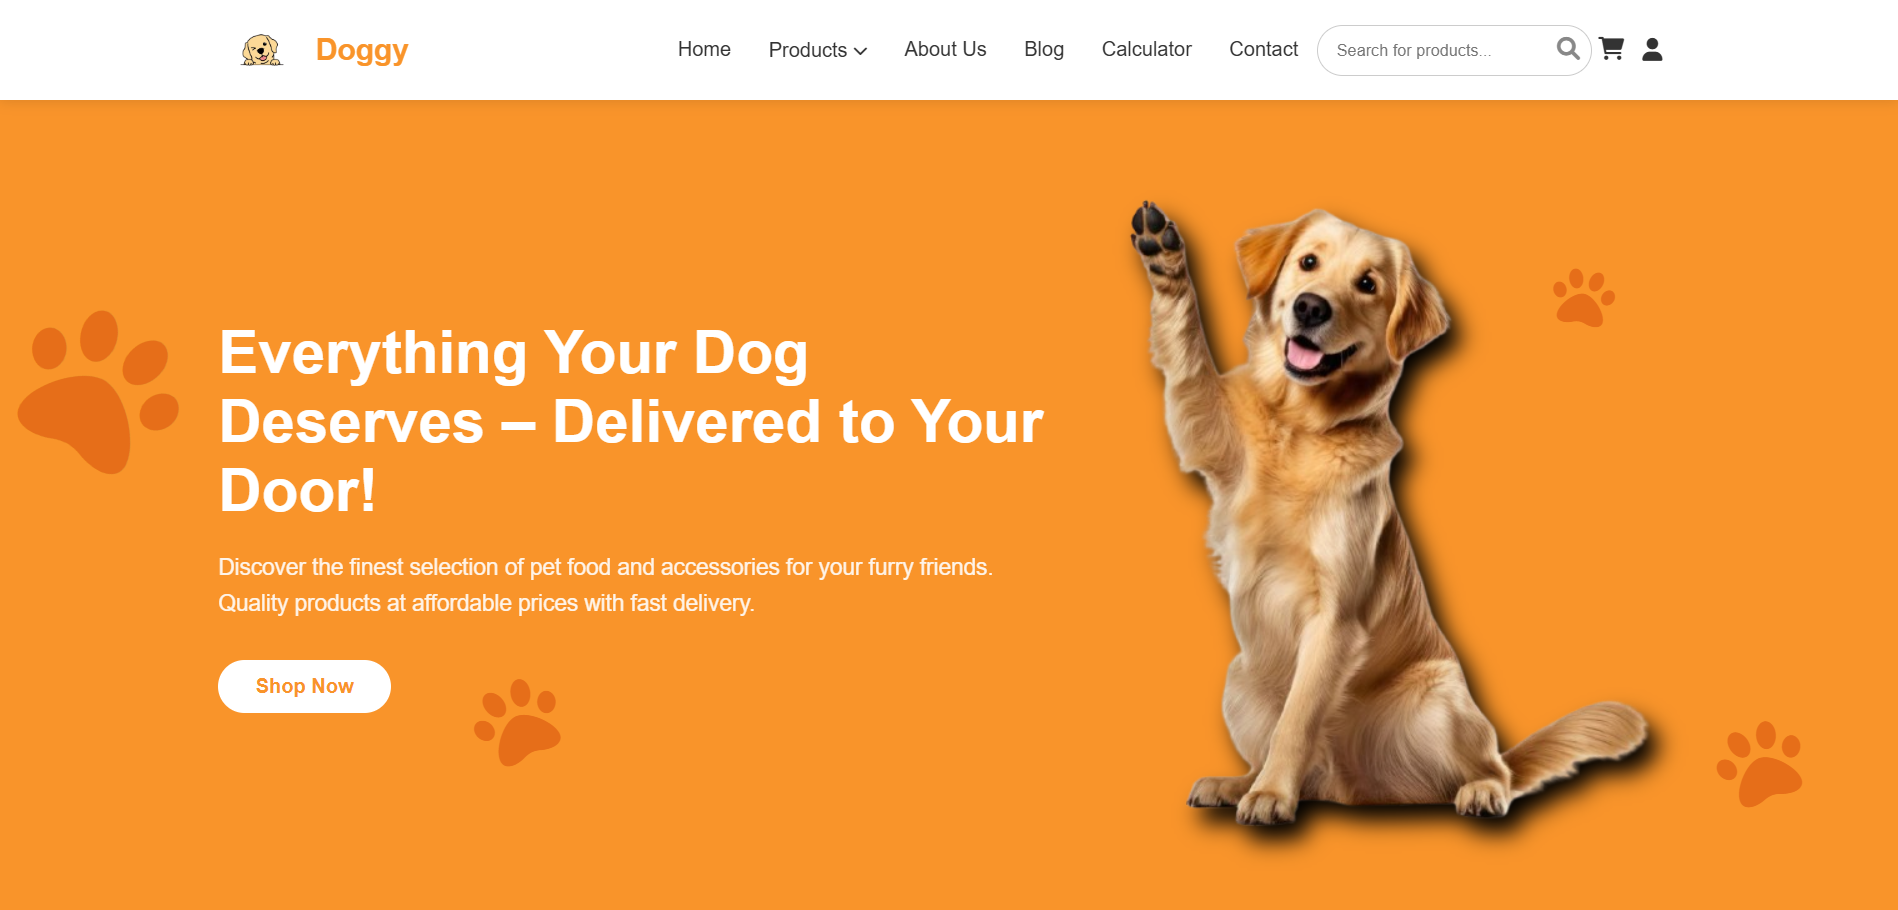 Doggy
Home
Products
About Us
Blog
Calculator
Contact
Search for products...
Everything Your Dog
Deserves – Delivered to Your
Door!
Discover the finest selection of pet food and accessories for your furry friends.
Quality products at affordable prices with fast delivery.
Shop Now